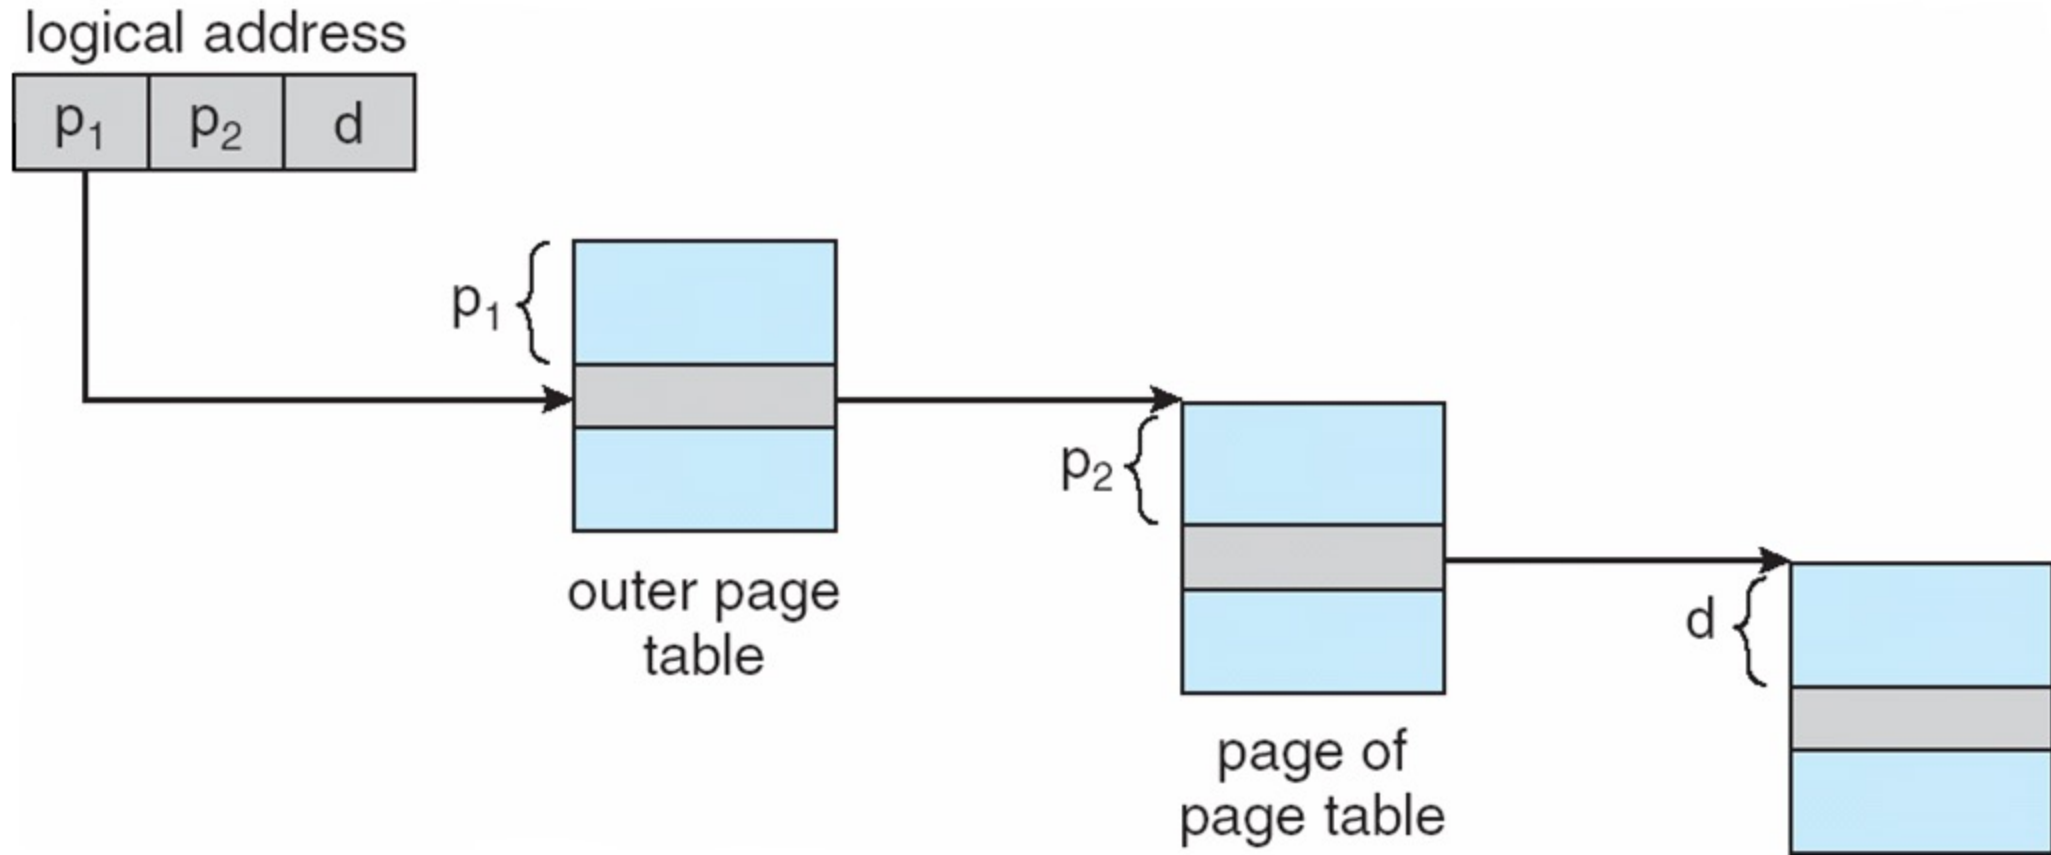 logical address
p₁ p₂ d
p₁
outer page
table
p₂
page of
page table
d